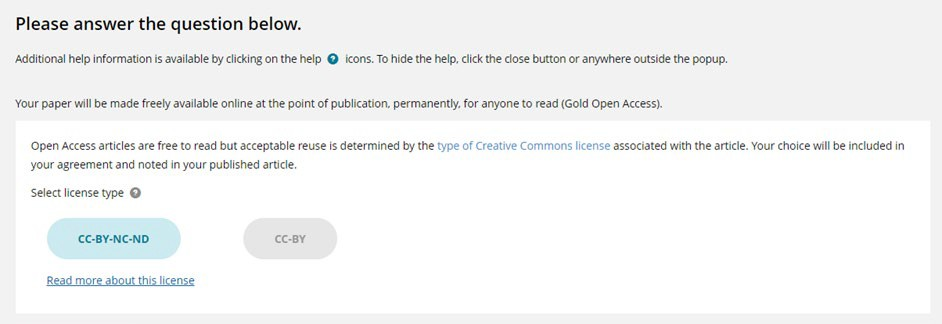 Please answer the question below.
Additional help information is available by clicking on the help ? icons. To hide the help, click the close button or anywhere outside the popup.
Your paper will be made freely available online at the point of publication, permanently, for anyone to read (Gold Open Access).
Open Access articles are free to read but acceptable reuse is determined by the type of Creative Commons license associated with the article. Your choice will be included in
your agreement and noted in your published article.
Select license type ?
CC-BY-NC-ND CC-BY
Read more about this license